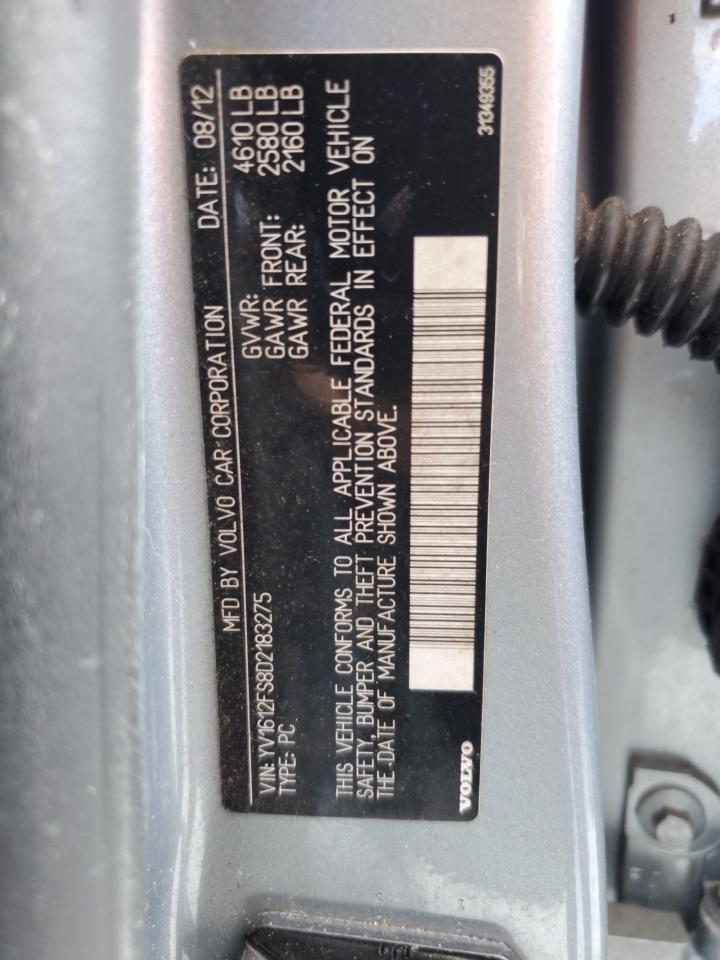 MFD BY VOLVO CAR CORPORATION DATE: 08/12
GVWR: 4610 LB
GAWR FRONT: 2580 LB
GAWR REAR: 2160 LB
VIN: YV1612FS8D2183275
TYPE: PC
THIS VEHICLE CONFORMS TO ALL APPLICABLE FEDERAL MOTOR VEHICLE
SAFETY, BUMPER AND THEFT PREVENTION STANDARDS IN EFFECT ON
THE DATE OF MANUFACTURE SHOWN ABOVE.
VOLVO
31349355